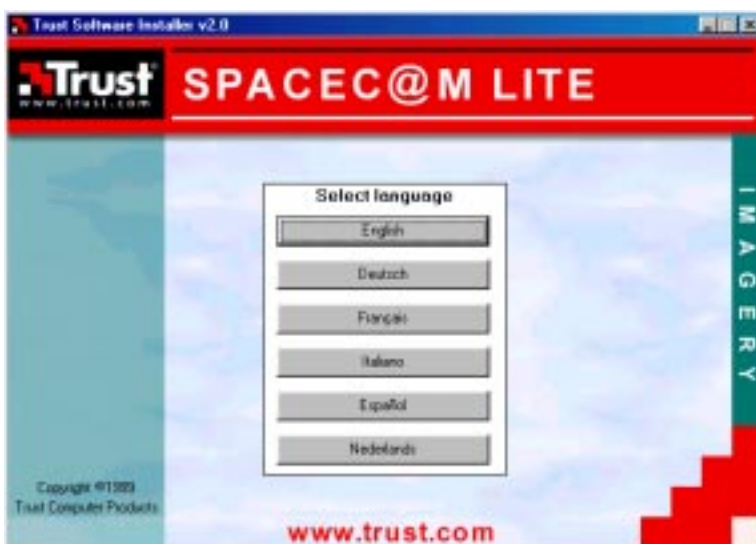 Trust Software Installer v2.0
Trust
www.trust.com
SPACEC@M LITE
Select language
English
Deutsch
Français
Italiano
Español
Nederlands
IMAGERY
Copyright ©1999
Trust Computer Products
www.trust.com